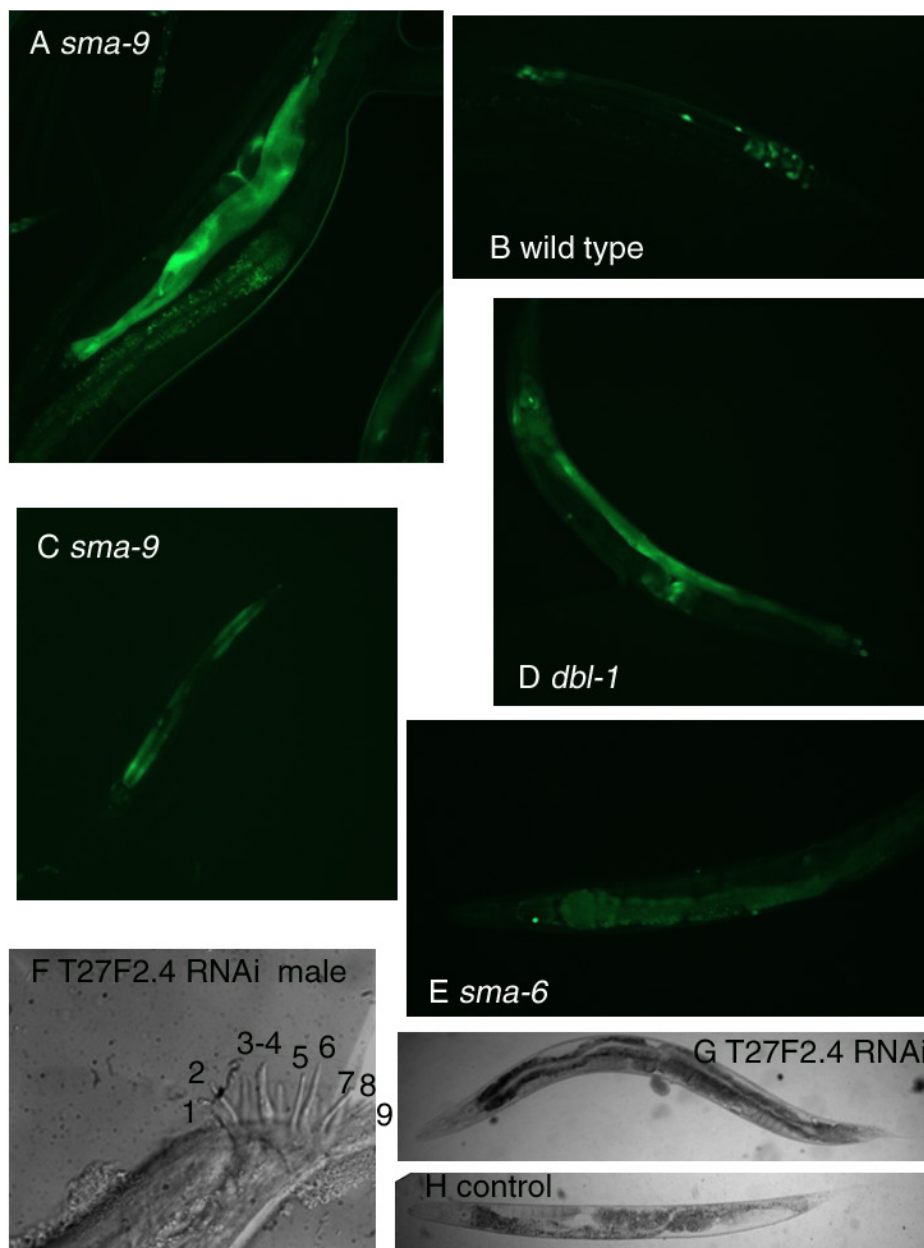 A sma-9
B wild type
C sma-9
D dbl-1
E sma-6
F T27F2.4 RNAi male
1
2
3-4
5
6
7
8
9
G T27F2.4 RNAi
H control